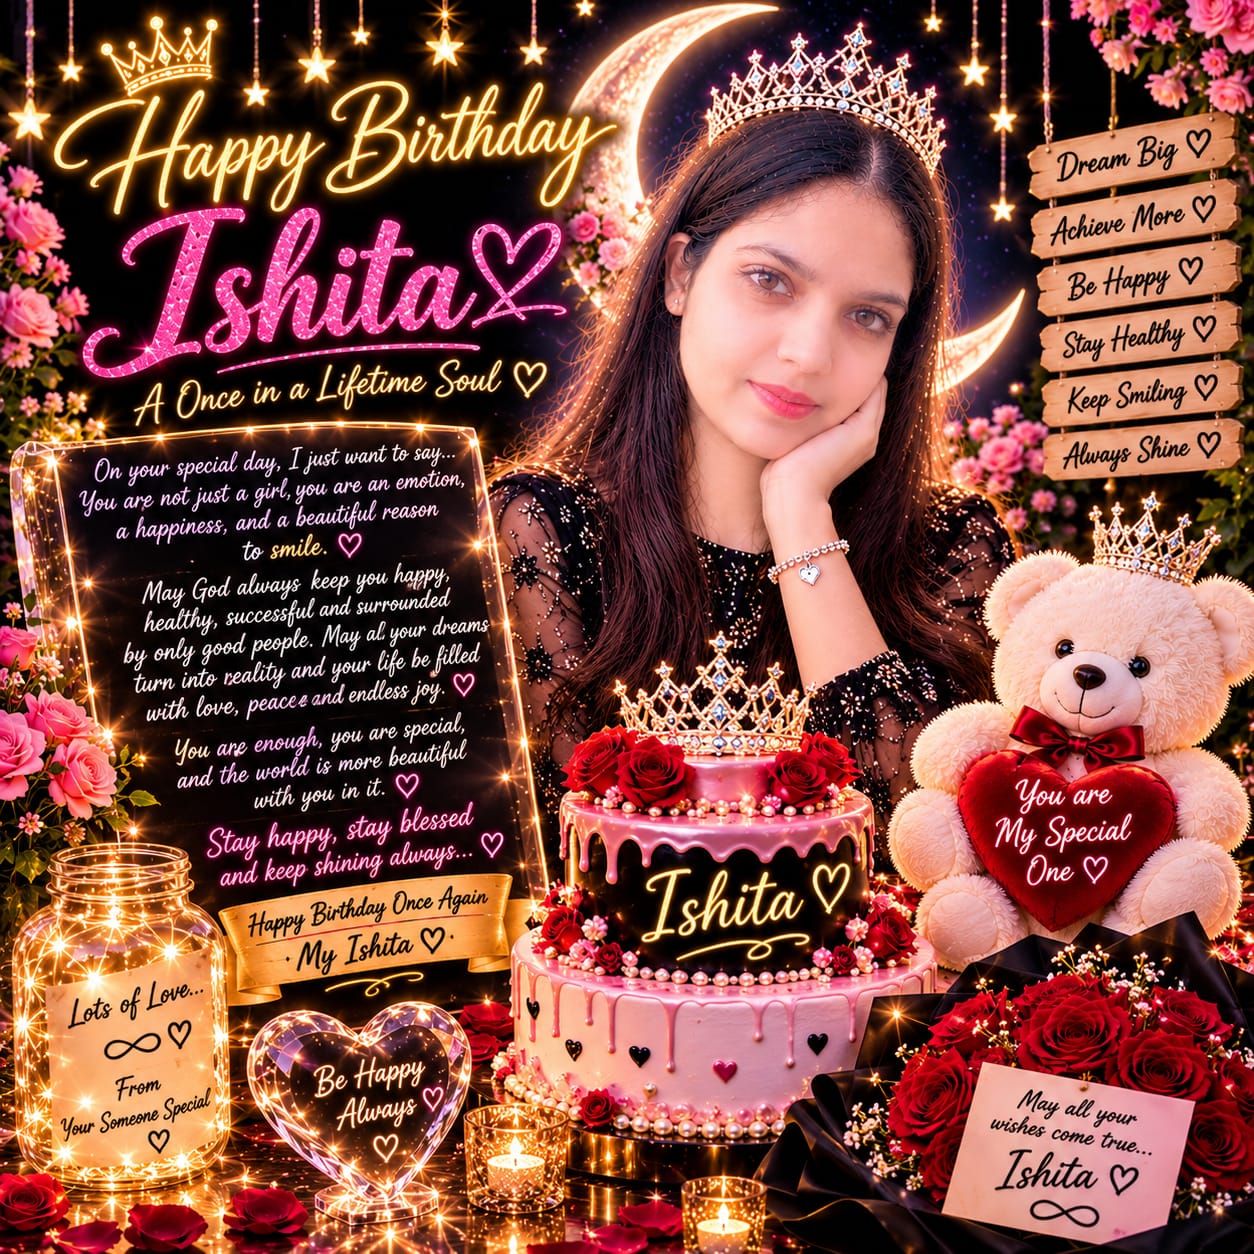 Happy Birthday
Ishita
A Once in a Lifetime Soul
On your special day, I just want to say...
You are not just a girl, you are an emotion,
a happiness, and a beautiful reason
to smile.
May God always keep you happy,
healthy, successful and surrounded
by only good people. May all your dreams
turn into reality and your life be filled
with love, peace and endless joy.
You are enough, you are special,
and the world is more beautiful
with you in it.
Stay happy, stay blessed
and keep shining always...
Happy Birthday Once Again
My Ishita
Dream Big
Achieve More
Be Happy
Stay Healthy
Keep Smiling
Always Shine
You are
My Special
One
Ishita
Lots of Love...
From
Your Someone Special
Be Happy
Always
May all your
wishes come true...
Ishita